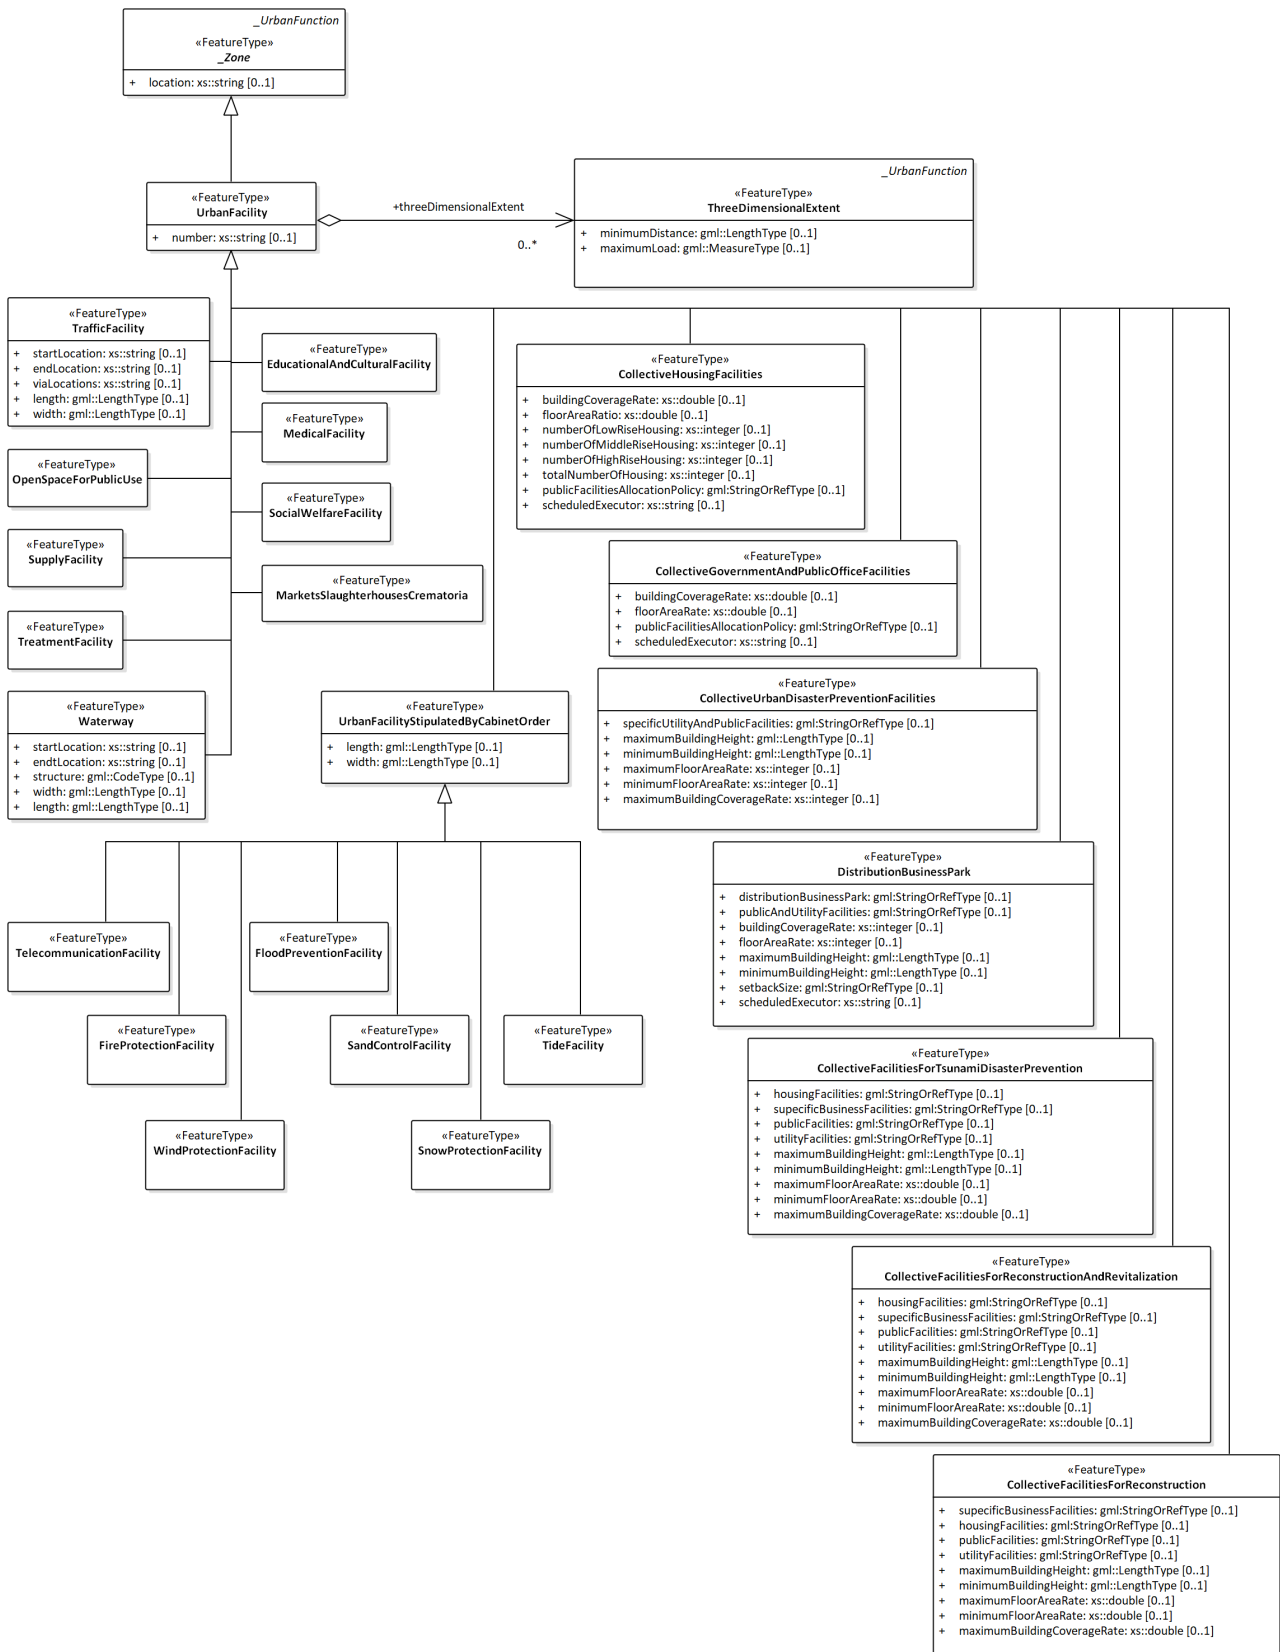 _UrbanFunction
«FeatureType»
_Zone
+ location: xs::string [0..1]
«FeatureType»
UrbanFacility
+ number: xs::string [0..1]
+threeDimensionalExtent
0..*
_UrbanFunction
«FeatureType»
ThreeDimensionalExtent
+ minimumDistance: gml::LengthType [0..1]
+ maximumLoad: gml::MeasureType [0..1]
«FeatureType»
TrafficFacility
+ startLocation: xs::string [0..1]
+ endLocation: xs::string [0..1]
+ viaLocations: xs::string [0..1]
+ length: gml::LengthType [0..1]
+ width: gml::LengthType [0..1]
«FeatureType»
EducationalAndCulturalFacility
«FeatureType»
MedicalFacility
«FeatureType»
OpenSpaceForPublicUse
«FeatureType»
SocialWelfareFacility
«FeatureType»
SupplyFacility
«FeatureType»
MarketsSlaughterhousesCrematoria
«FeatureType»
TreatmentFacility
«FeatureType»
Waterway
+ startLocation: xs::string [0..1]
+ endtLocation: xs::string [0..1]
+ structure: gml::CodeType [0..1]
+ width: gml::LengthType [0..1]
+ length: gml::LengthType [0..1]
«FeatureType»
UrbanFacilityStipulatedByCabinetOrder
+ length: gml::LengthType [0..1]
+ width: gml::LengthType [0..1]
«FeatureType»
TelecommunicationFacility
«FeatureType»
FloodPreventionFacility
«FeatureType»
FireProtectionFacility
«FeatureType»
SandControlFacility
«FeatureType»
TideFacility
«FeatureType»
WindProtectionFacility
«FeatureType»
SnowProtectionFacility
«FeatureType»
CollectiveHousingFacilities
+ buildingCoverageRate: xs::double [0..1]
+ floorAreaRatio: xs::double [0..1]
+ numberOfLowRiseHousing: xs::integer [0..1]
+ numberOfMiddleRiseHousing: xs::integer [0..1]
+ numberOfHighRiseHousing: xs::integer [0..1]
+ totalNumberOfHousing: xs::integer [0..1]
+ publicFacilitiesAllocationPolicy: gml:StringOrRefType [0..1]
+ scheduledExecutor: xs::string [0..1]
«FeatureType»
CollectiveGovernmentAndPublicOfficeFacilities
+ buildingCoverageRate: xs::double [0..1]
+ floorAreaRate: xs::double [0..1]
+ publicFacilitiesAllocationPolicy: gml:StringOrRefType [0..1]
+ scheduledExecutor: xs::string [0..1]
«FeatureType»
CollectiveUrbanDisasterPreventionFacilities
+ specificUtilityAndPublicFacilities: gml:StringOrRefType [0..1]
+ maximumBuildingHeight: gml::LengthType [0..1]
+ minimumBuildingHeight: gml::LengthType [0..1]
+ maximumFloorAreaRate: xs::integer [0..1]
+ minimumFloorAreaRate: xs::integer [0..1]
+ maximumBuildingCoverageRate: xs::integer [0..1]
«FeatureType»
DistributionBusinessPark
+ distributionBusinessPark: gml:StringOrRefType [0..1]
+ publicAndUtilityFacilities: gml:StringOrRefType [0..1]
+ buildingCoverageRate: xs::integer [0..1]
+ floorAreaRate: xs::integer [0..1]
+ maximumBuildingHeight: gml::LengthType [0..1]
+ minimumBuildingHeight: gml::LengthType [0..1]
+ setbackSize: gml:StringOrRefType [0..1]
+ scheduledExecutor: xs::string [0..1]
«FeatureType»
CollectiveFacilitiesForTsunamiDisasterPrevention
+ housingFacilities: gml:StringOrRefType [0..1]
+ supecificBusinessFacilities: gml:StringOrRefType [0..1]
+ publicFacilities: gml:StringOrRefType [0..1]
+ utilityFacilities: gml:StringOrRefType [0..1]
+ maximumBuildingHeight: gml::LengthType [0..1]
+ minimumBuildingHeight: gml::LengthType [0..1]
+ maximumFloorAreaRate: xs::double [0..1]
+ minimumFloorAreaRate: xs::double [0..1]
+ maximumBuildingCoverageRate: xs::double [0..1]
«FeatureType»
CollectiveFacilitiesForReconstructionAndRevitalization
+ housingFacilities: gml:StringOrRefType [0..1]
+ supecificBusinessFacilities: gml:StringOrRefType [0..1]
+ publicFacilities: gml:StringOrRefType [0..1]
+ utilityFacilities: gml:StringOrRefType [0..1]
+ maximumBuildingHeight: gml::LengthType [0..1]
+ minimumBuildingHeight: gml::LengthType [0..1]
+ maximumFloorAreaRate: xs::double [0..1]
+ minimumFloorAreaRate: xs::double [0..1]
+ maximumBuildingCoverageRate: xs::double [0..1]
«FeatureType»
CollectiveFacilitiesForReconstruction
+ supecificBusinessFacilities: gml:StringOrRefType [0..1]
+ housingFacilities: gml:StringOrRefType [0..1]
+ publicFacilities: gml:StringOrRefType [0..1]
+ utilityFacilities: gml:StringOrRefType [0..1]
+ maximumBuildingHeight: gml::LengthType [0..1]
+ minimumBuildingHeight: gml::LengthType [0..1]
+ maximumFloorAreaRate: xs::double [0..1]
+ minimumFloorAreaRate: xs::double [0..1]
+ maximumBuildingCoverageRate: xs::double [0..1]